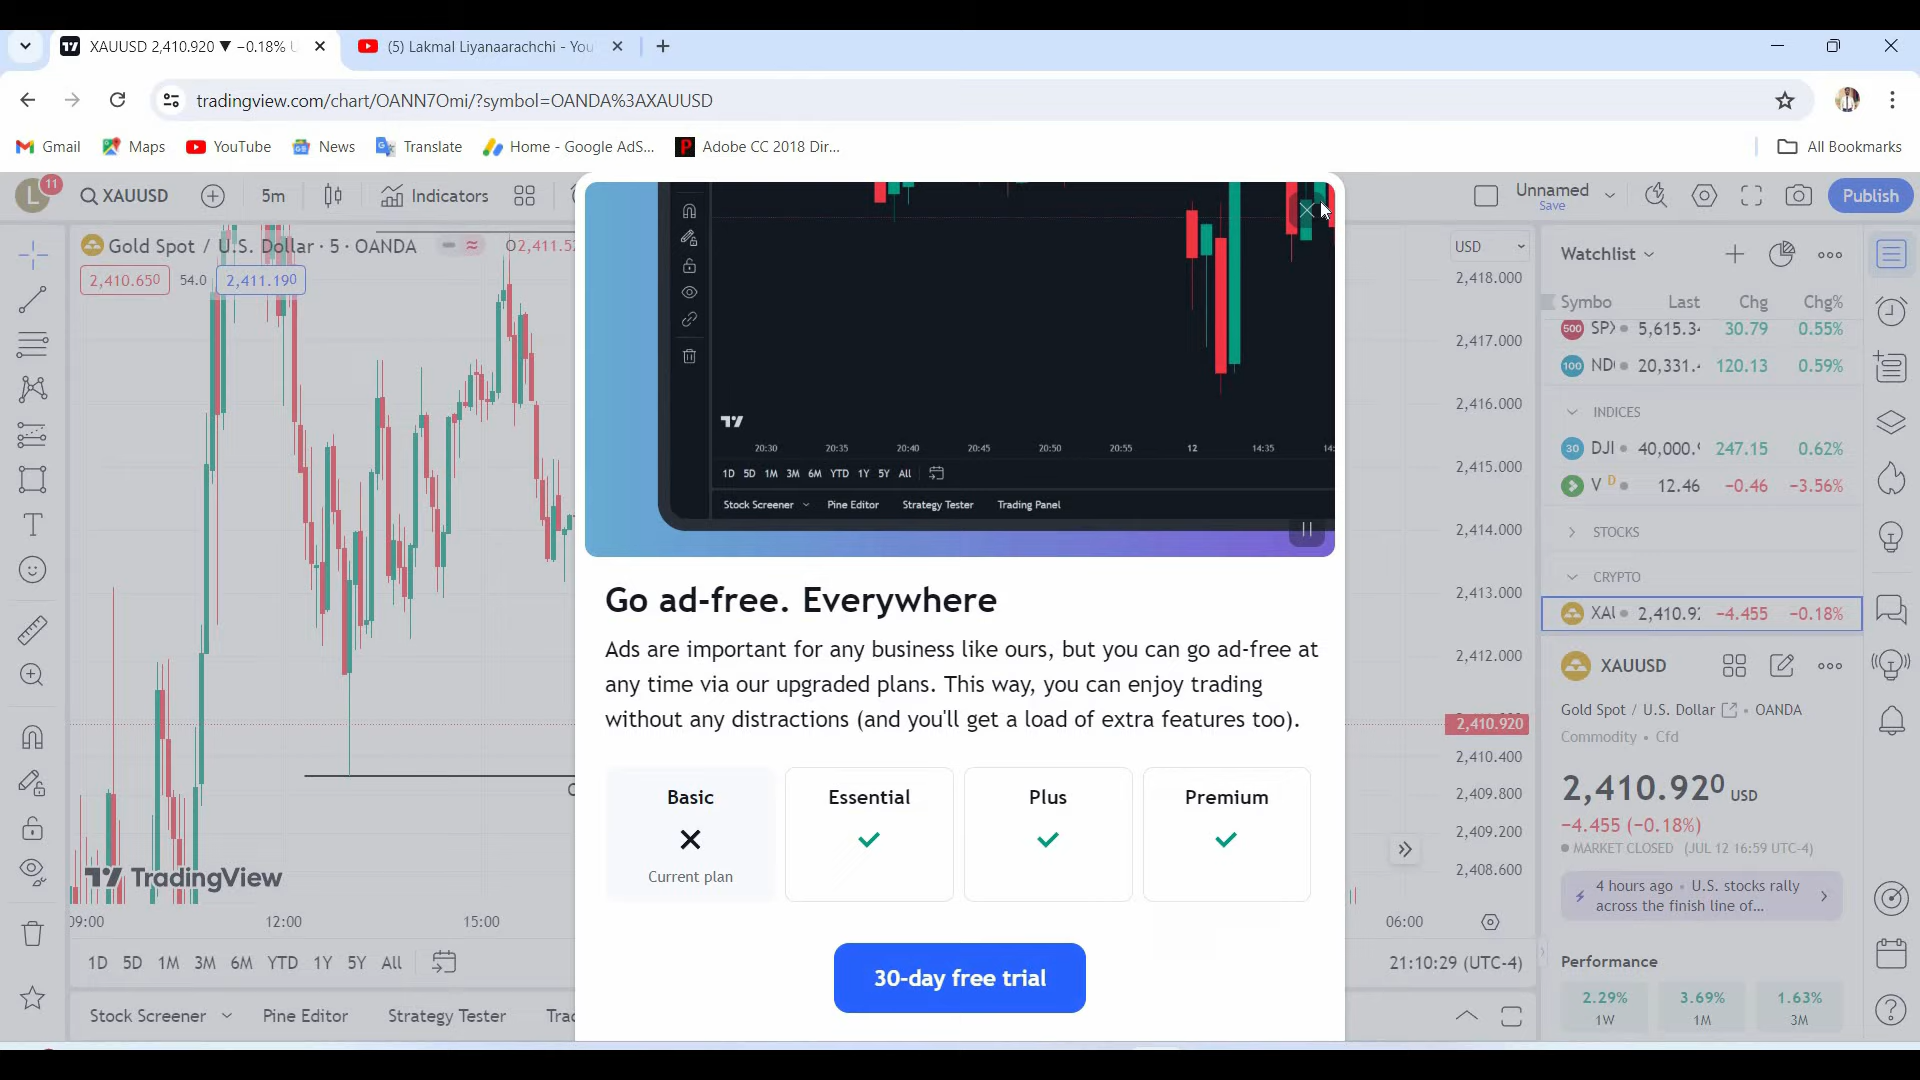 XAUUSD 2,410.920 ▼ −0.18% U
(5) Lakmal Liyanaarachchi - You
tradingview.com/chart/OANN7Omi/?symbol=OANDA%3AXAUUSD
Gmail
Maps
YouTube
News
Translate
Home - Google AdS...
Adobe CC 2018 Dir...
All Bookmarks
L
11
XAUUSD
5m
Indicators
Unnamed
Save
Publish
Gold Spot / U.S. Dollar · 5 · OANDA
O2,411.52
2,410.650
54.0
2,411.190
USD
2,418.000
2,417.000
2,416.000
2,415.000
2,414.000
2,413.000
2,412.000
2,410.920
2,410.400
2,409.800
2,409.200
2,408.600
TradingView
09:00
12:00
15:00
06:00
1D 5D 1M 3M 6M YTD 1Y 5Y All
21:10:29 (UTC-4)
Stock Screener
Pine Editor
Strategy Tester
Trac
20:30 20:35 20:40 20:45 20:50 20:55 12 14:35 14:
1D 5D 1M 3M 6M YTD 1Y 5Y All
Stock Screener Pine Editor Strategy Tester Trading Panel
Go ad-free. Everywhere
Ads are important for any business like ours, but you can go ad-free at
any time via our upgraded plans. This way, you can enjoy trading
without any distractions (and you'll get a load of extra features too).
Basic
Current plan
Essential
Plus
Premium
30-day free trial
Watchlist
Symbo Last Chg Chg%
500 SPX 5,615.3 30.79 0.55%
100 ND 20,331. 120.13 0.59%
INDICES
30 DJI 40,000. 247.15 0.62%
V D 12.46 −0.46 −3.56%
STOCKS
CRYPTO
XAU 2,410.92 −4.455 −0.18%
XAUUSD
Gold Spot / U.S. Dollar • OANDA
Commodity • Cfd
2,410.920 USD
−4.455 (−0.18%)
MARKET CLOSED (JUL 12 16:59 UTC-4)
4 hours ago • U.S. stocks rally
across the finish line of...
Performance
2.29% 3.69% 1.63%
1W 1M 3M